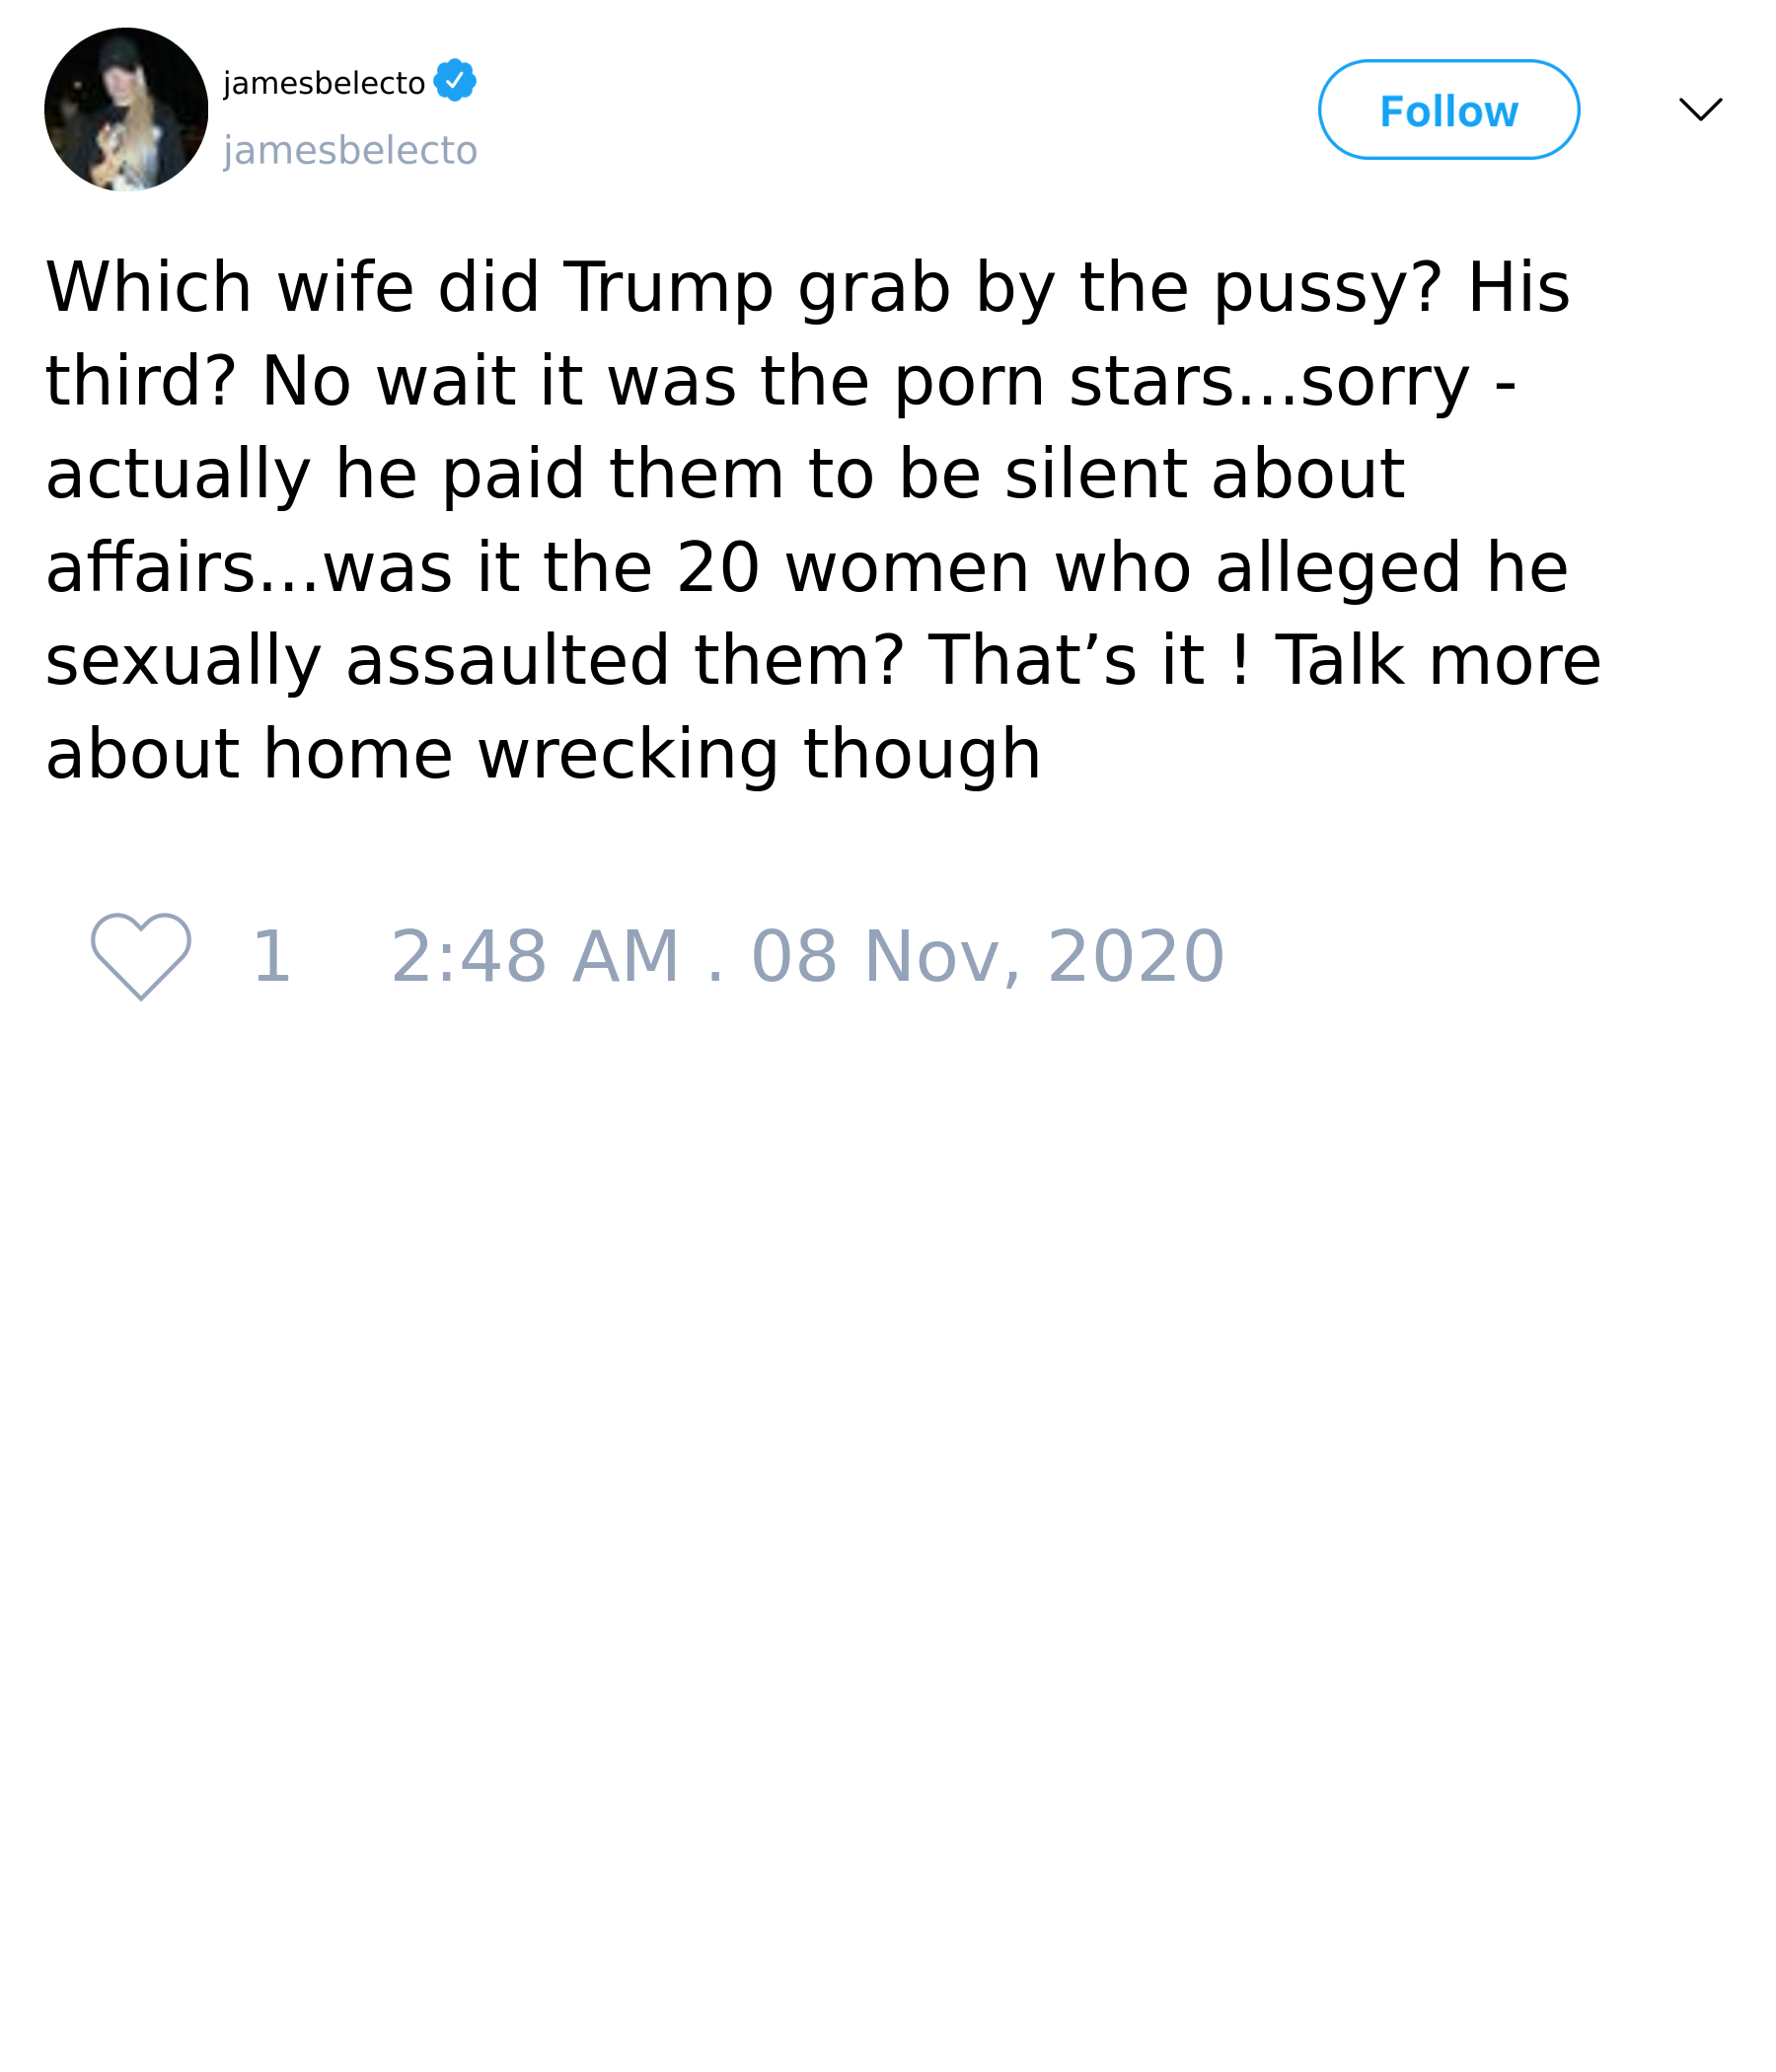 jamesbelecto
jamesbelecto
Follow
Which wife did Trump grab by the pussy? His
third? No wait it was the porn stars...sorry -
actually he paid them to be silent about
affairs...was it the 20 women who alleged he
sexually assaulted them? That’s it ! Talk more
about home wrecking though
1 2:48 AM . 08 Nov, 2020